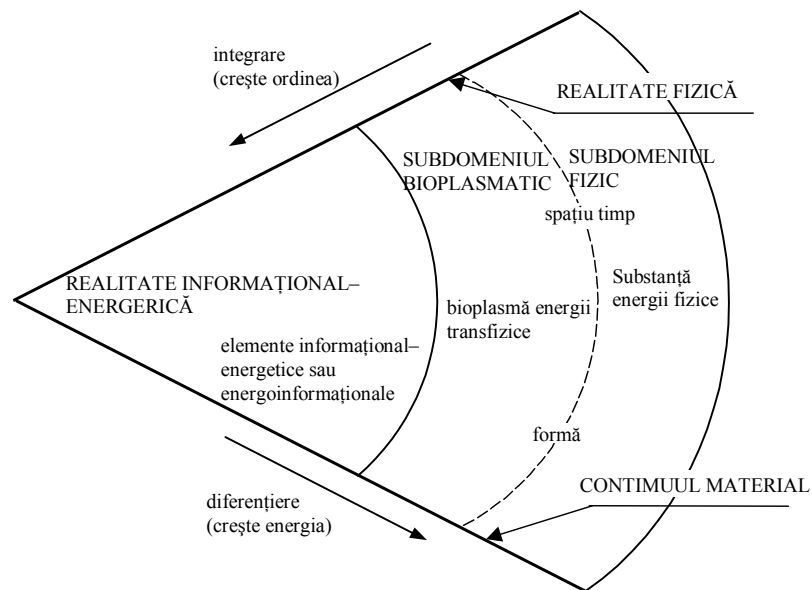 integrare
(crește ordinea)
REALITATE FIZICĂ
SUBDOMENIUL
BIOPLASMATIC
SUBDOMENIUL
FIZIC
spațiu timp
REALITATE INFORMAȚIONAL–
ENERGERICĂ
Substanță
energii fizice
bioplasmă energii
transfizice
elemente informațional–
energetice sau
energoinformaționale
formă
CONTIMUUL MATERIAL
diferențiere
(crește energia)